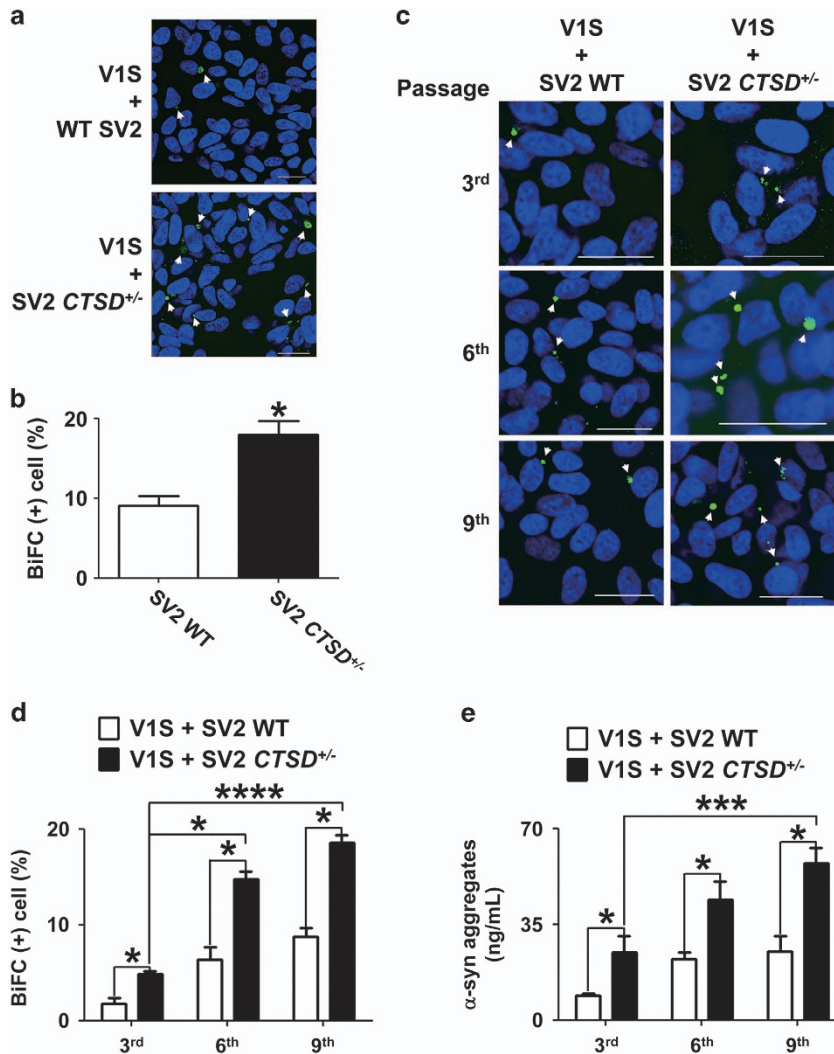 a
V1S
+
WT SV2
V1S
+
SV2 CTSD+/-
b
BiFC (+) cell (%)
20
10
0
*
SV2 WT
SV2 CTSD+/-
c
V1S
+
SV2 WT
V1S
+
SV2 CTSD+/-
Passage
3rd
6th
9th
d
V1S + SV2 WT
V1S + SV2 CTSD+/-
BiFC (+) cell (%)
20
10
0
****
*
*
*
*
3rd
6th
9th
e
V1S + SV2 WT
V1S + SV2 CTSD+/-
α-syn aggregates
(ng/mL)
70
35
0
***
*
*
*
3rd
6th
9th